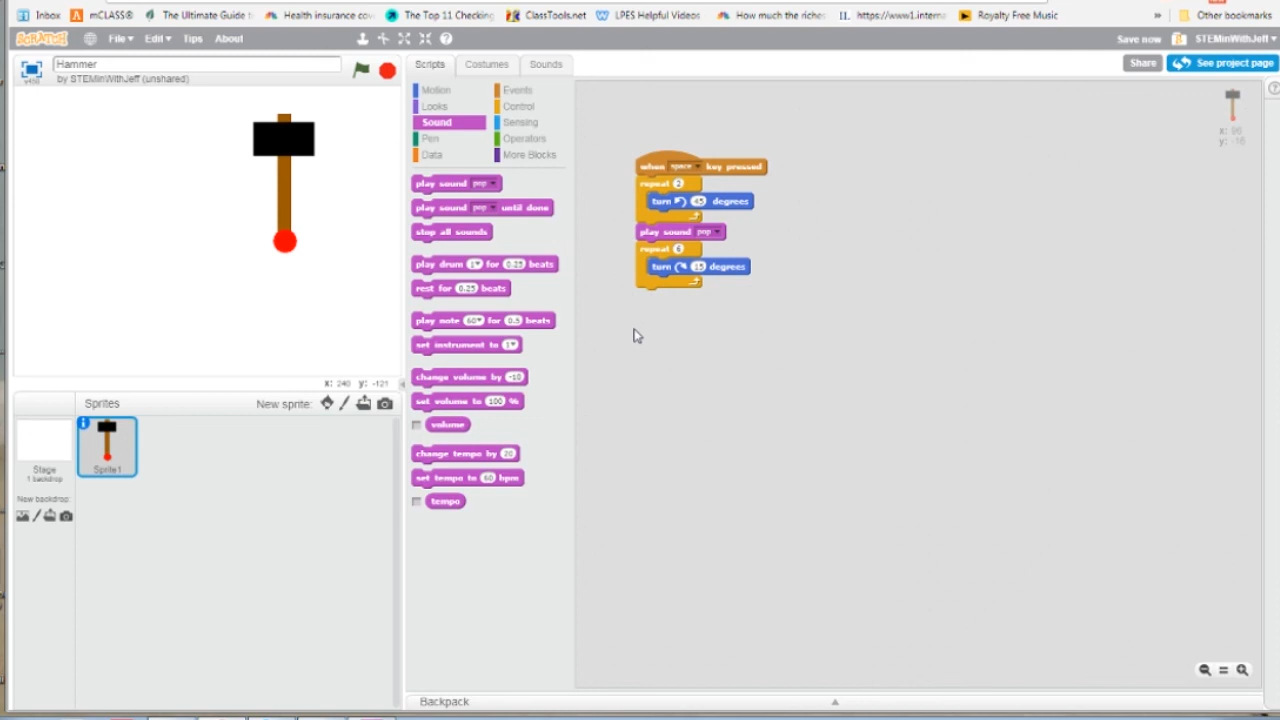 Inbox mCLASS® The Ultimate Guide t Health insurance cov The Top 11 Checking ClassTools.net LPES Helpful Videos How much the riches https://www1.interna Royalty Free Music » Other bookmarks
SCRATCH File Edit Tips About Save now STEMinWithJeff
Hammer
by STEMinWithJeff (unshared)
Share See project page
Scripts Costumes Sounds
Motion Events
Looks Control
Sound Sensing
Pen Operators
Data More Blocks
play sound pop
play sound pop until done
stop all sounds
play drum 1 for 0.25 beats
rest for 0.25 beats
play note 60 for 0.5 beats
set instrument to 1
change volume by -10
set volume to 100 %
volume
change tempo by 20
set tempo to 60 bpm
tempo
when space key pressed
repeat 2
turn 45 degrees
play sound pop
repeat 6
turn 15 degrees
x: 240 y: -121
Sprites New sprite:
Sprite1
Stage
1 backdrop
New backdrop:
Backpack